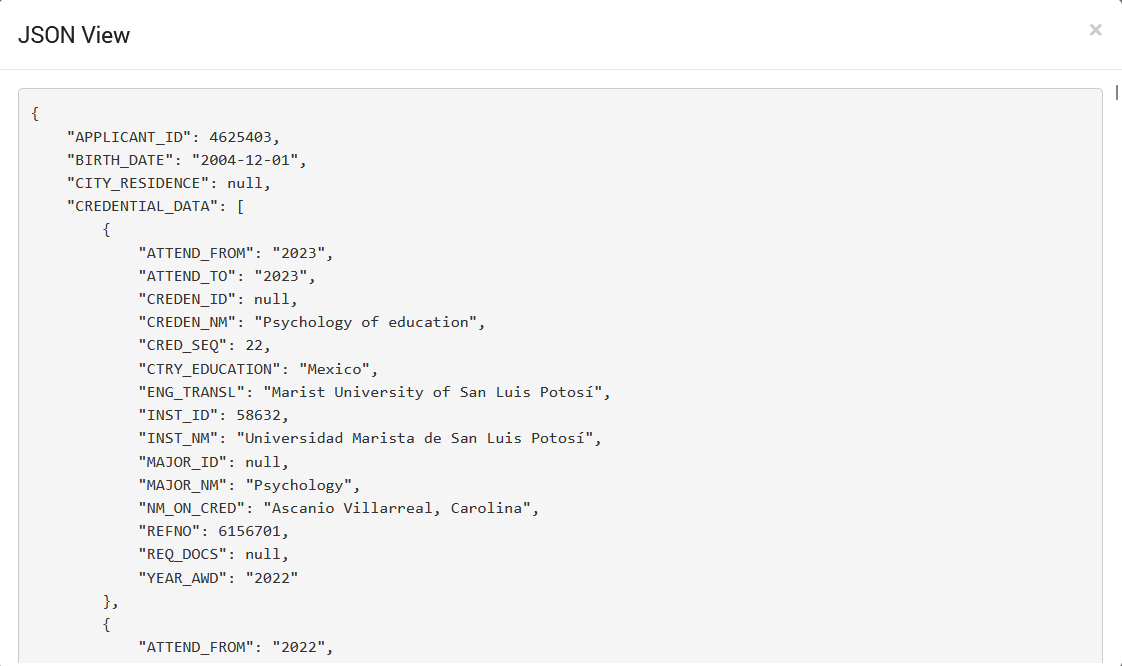 JSON View
×
{
    "APPLICANT_ID": 4625403,
    "BIRTH_DATE": "2004-12-01",
    "CITY_RESIDENCE": null,
    "CREDENTIAL_DATA": [
        {
            "ATTEND_FROM": "2023",
            "ATTEND_TO": "2023",
            "CREDEN_ID": null,
            "CREDEN_NM": "Psychology of education",
            "CRED_SEQ": 22,
            "CTRY_EDUCATION": "Mexico",
            "ENG_TRANSL": "Marist University of San Luis Potosí",
            "INST_ID": 58632,
            "INST_NM": "Universidad Marista de San Luis Potosí",
            "MAJOR_ID": null,
            "MAJOR_NM": "Psychology",
            "NM_ON_CRED": "Ascanio Villarreal, Carolina",
            "REFNO": 6156701,
            "REQ_DOCS": null,
            "YEAR_AWD": "2022"
        },
        {
            "ATTEND_FROM": "2022",